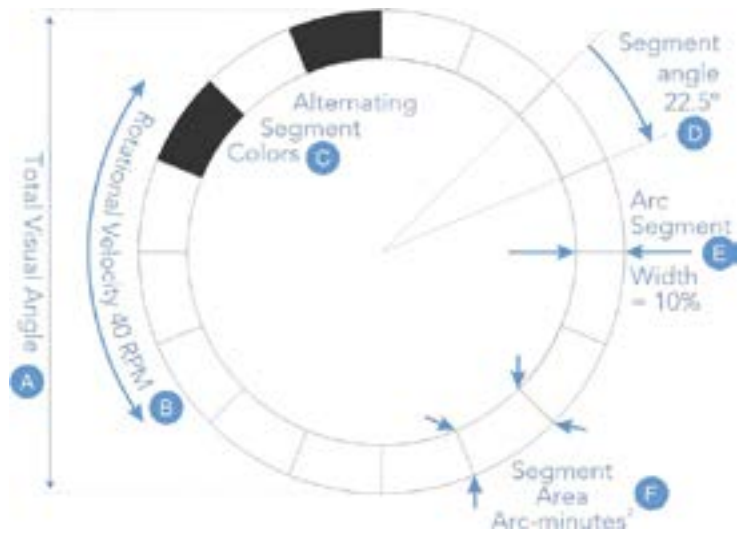 Total Visual Angle
A
Rotational Velocity 40 RPM
B
Alternating
Segment
Colors
C
Segment
angle
22.5°
D
Arc
Segment
E
Width
= 10%
Segment
Area
Arc-minutes²
F